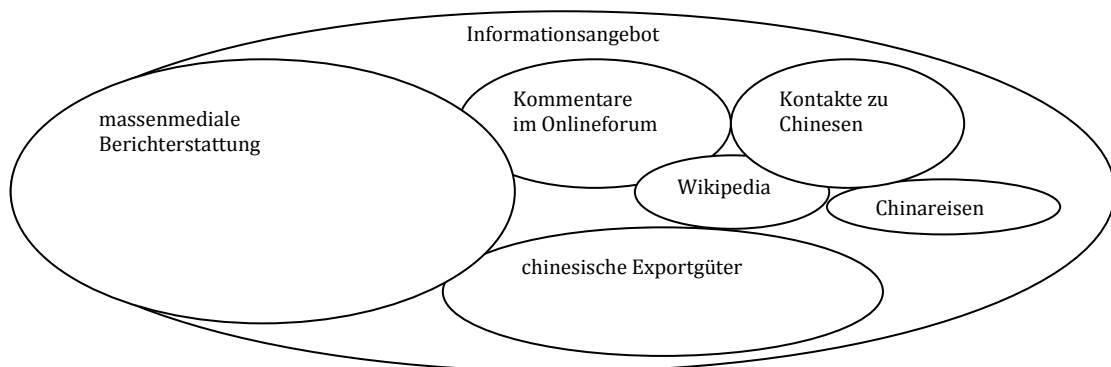 Informationsangebot
massenmediale
Berichterstattung
Kommentare
im Onlineforum
Kontakte zu
Chinesen
Wikipedia
Chinareisen
chinesische Exportgüter